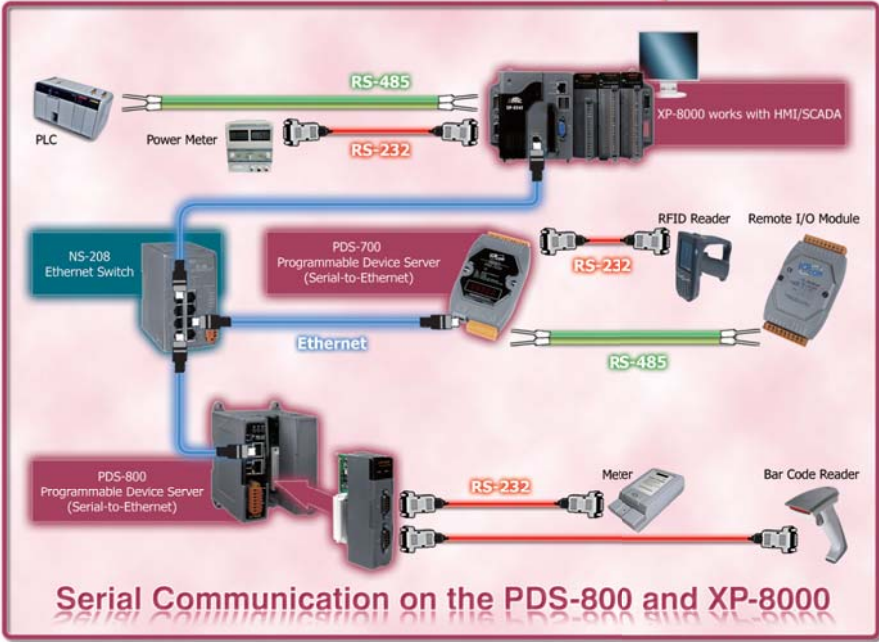 RS-485
XP-8000 works with HMI/SCADA
PLC
Power Meter
RS-232
RFID Reader
Remote I/O Module
PDS-700
Programmable Device Server
(Serial-to-Ethernet)
NS-208
Ethernet Switch
RS-232
Ethernet
RS-485
PDS-800
Programmable Device Server
(Serial-to-Ethernet)
RS-232
Meter
Bar Code Reader
Serial Communication on the PDS-800 and XP-8000